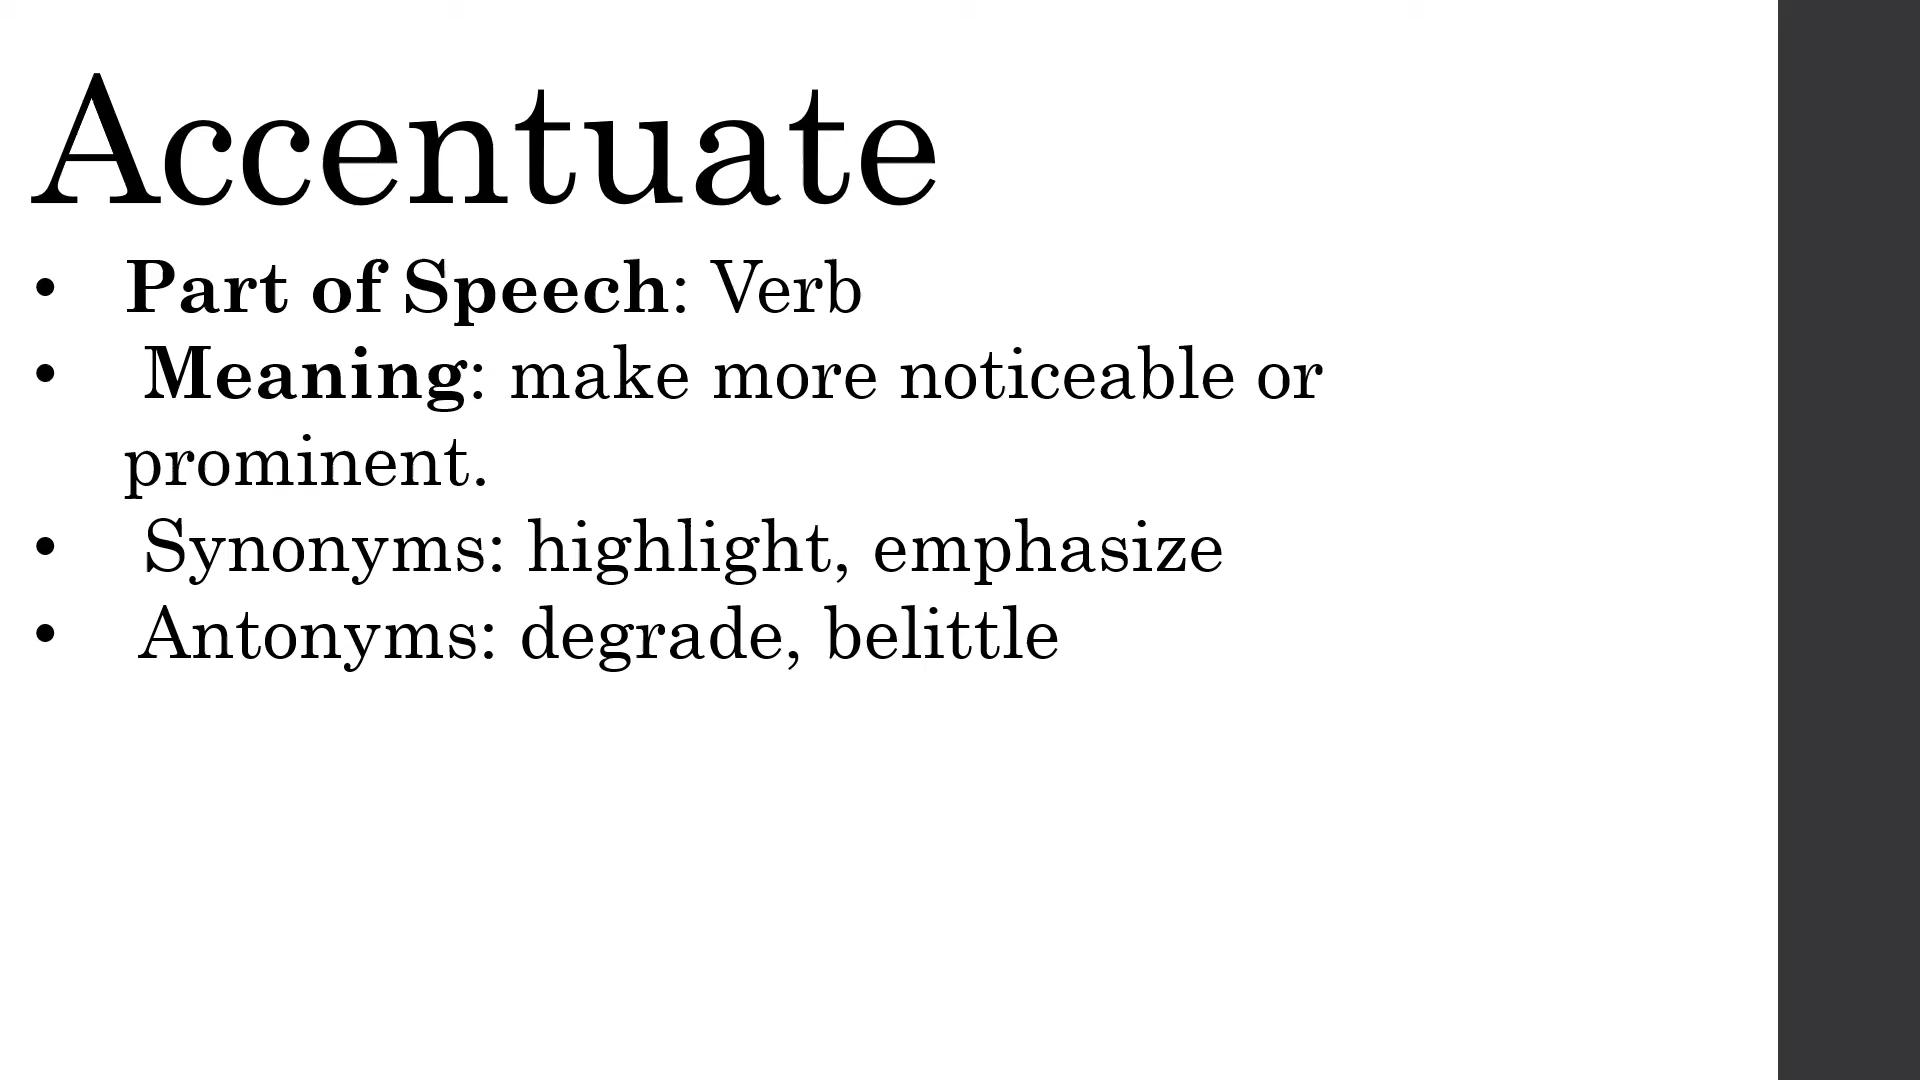 Accentuate
• Part of Speech: Verb
• Meaning: make more noticeable or
prominent.
• Synonyms: highlight, emphasize
• Antonyms: degrade, belittle